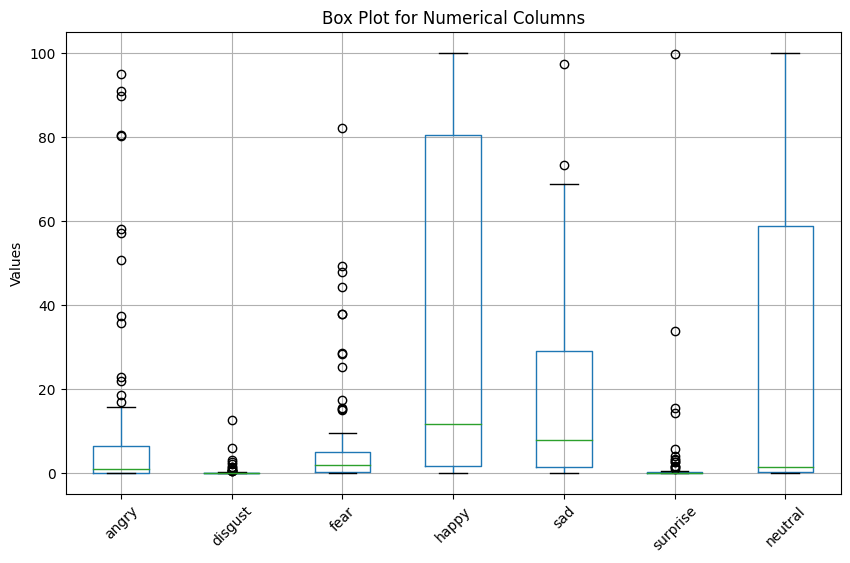 Box Plot for Numerical Columns
Values
100
80
60
40
20
0
angry
disgust
fear
happy
sad
surprise
neutral